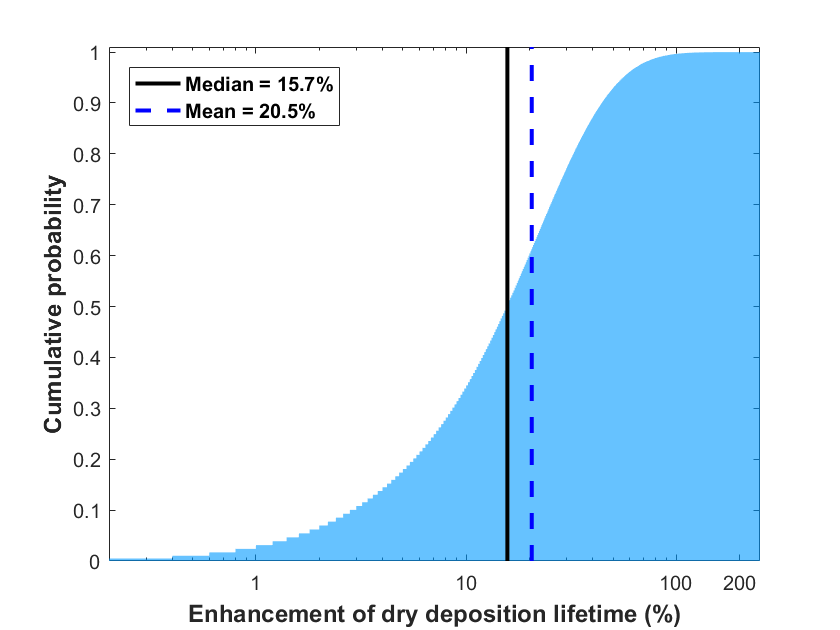 Median = 15.7%
Mean = 20.5%
1
0.9
0.8
0.7
0.6
0.5
0.4
0.3
0.2
0.1
0
Cumulative probability
1 10 100 200
Enhancement of dry deposition lifetime (%)